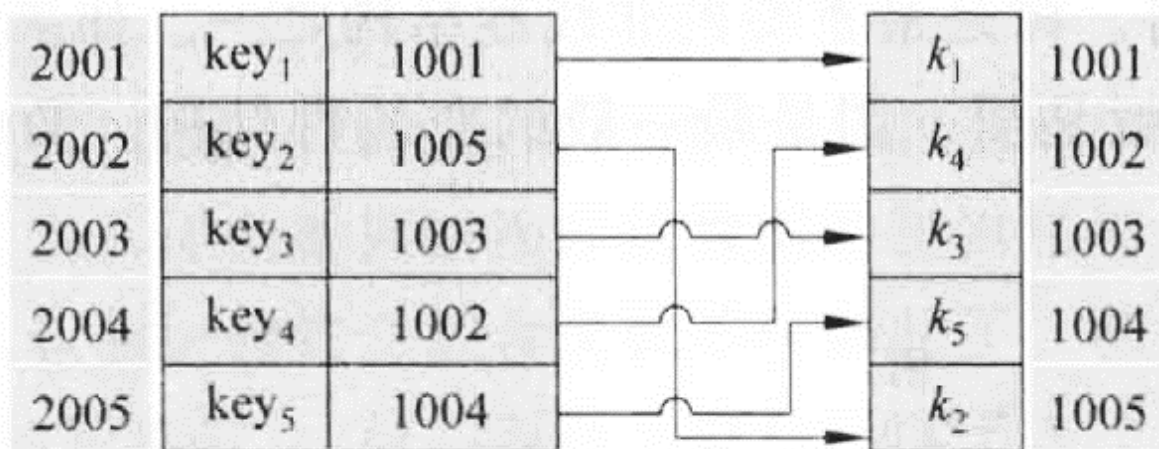 2001 key₁ 1001 k₁ 1001
2002 key₂ 1005 k₄ 1002
2003 key₃ 1003 k₃ 1003
2004 key₄ 1002 k₅ 1004
2005 key₅ 1004 k₂ 1005